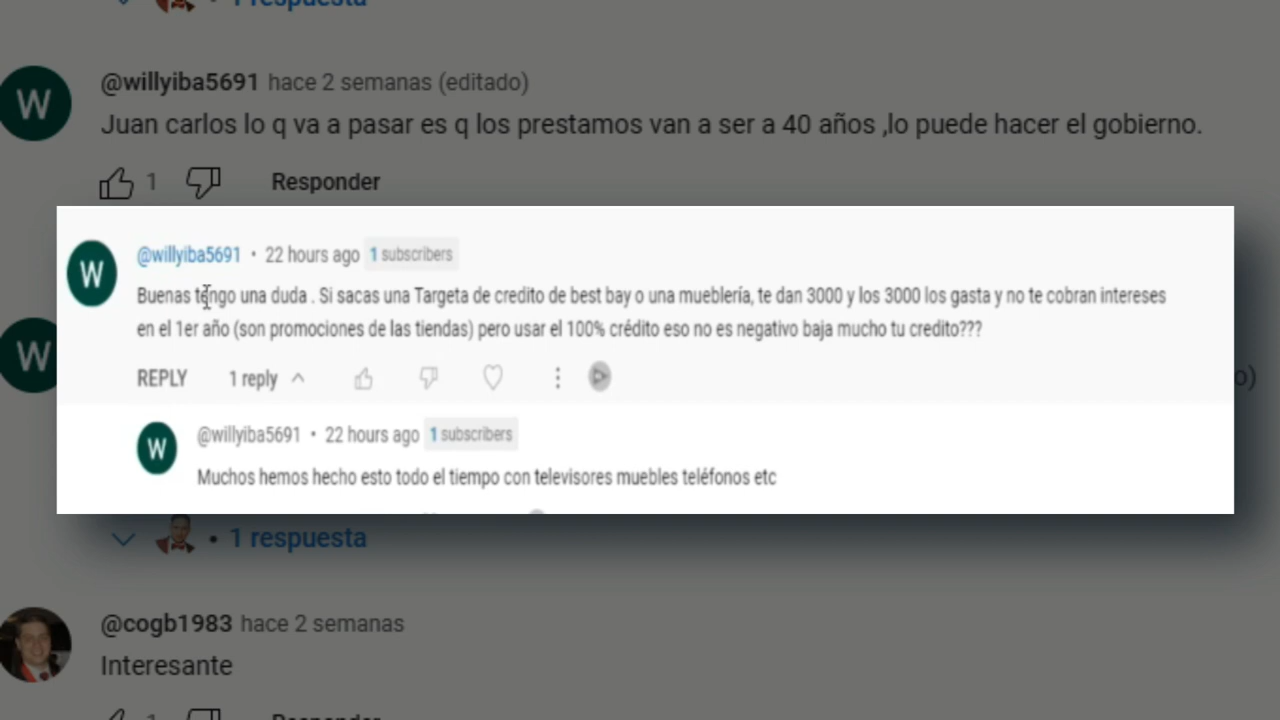 1 respuesta
W
@willyiba5691 hace 2 semanas (editado)
Juan carlos lo q va a pasar es q los prestamos van a ser a 40 años ,lo puede hacer el gobierno.
1 Responder
W
@willyiba5691 • 22 hours ago 1 subscribers
Buenas tengo una duda . Si sacas una Targeta de credito de best bay o una mueblería, te dan 3000 y los 3000 los gasta y no te cobran intereses
en el 1er año (son promociones de las tiendas) pero usar el 100% crédito eso no es negativo baja mucho tu credito???
REPLY 1 reply
W
@willyiba5691 • 22 hours ago 1 subscribers
Muchos hemos hecho esto todo el tiempo con televisores muebles teléfonos etc
W
• 1 respuesta
@cogb1983 hace 2 semanas
Interesante
1 Responder